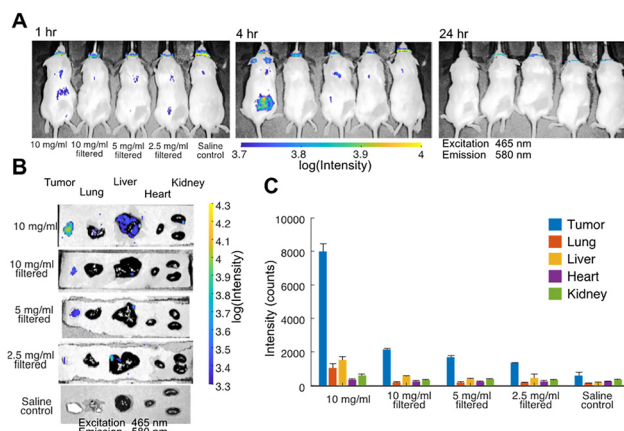 A
1 hr
4 hr
24 hr
10 mg/ml
10 mg/ml filtered
5 mg/ml filtered
2.5 mg/ml filtered
Saline control
3.7 3.8 3.9 4
log(Intensity)
Excitation 465 nm
Emission 580 nm
B
Tumor
Lung
Liver
Heart
Kidney
10 mg/ml
10 mg/ml
filtered
5 mg/ml
filtered
2.5 mg/ml
filtered
Saline
control
4.3
4.2
4.1
4
3.9
3.8
3.7
3.6
3.5
3.4
3.3
log(Intensity)
Excitation 465 nm
Emission 580 nm
C
10000
8000
6000
4000
2000
0
Intensity (counts)
Tumor
Lung
Liver
Heart
Kidney
10 mg/ml
10 mg/ml
filtered
5 mg/ml
filtered
2.5 mg/ml
filtered
Saline
control